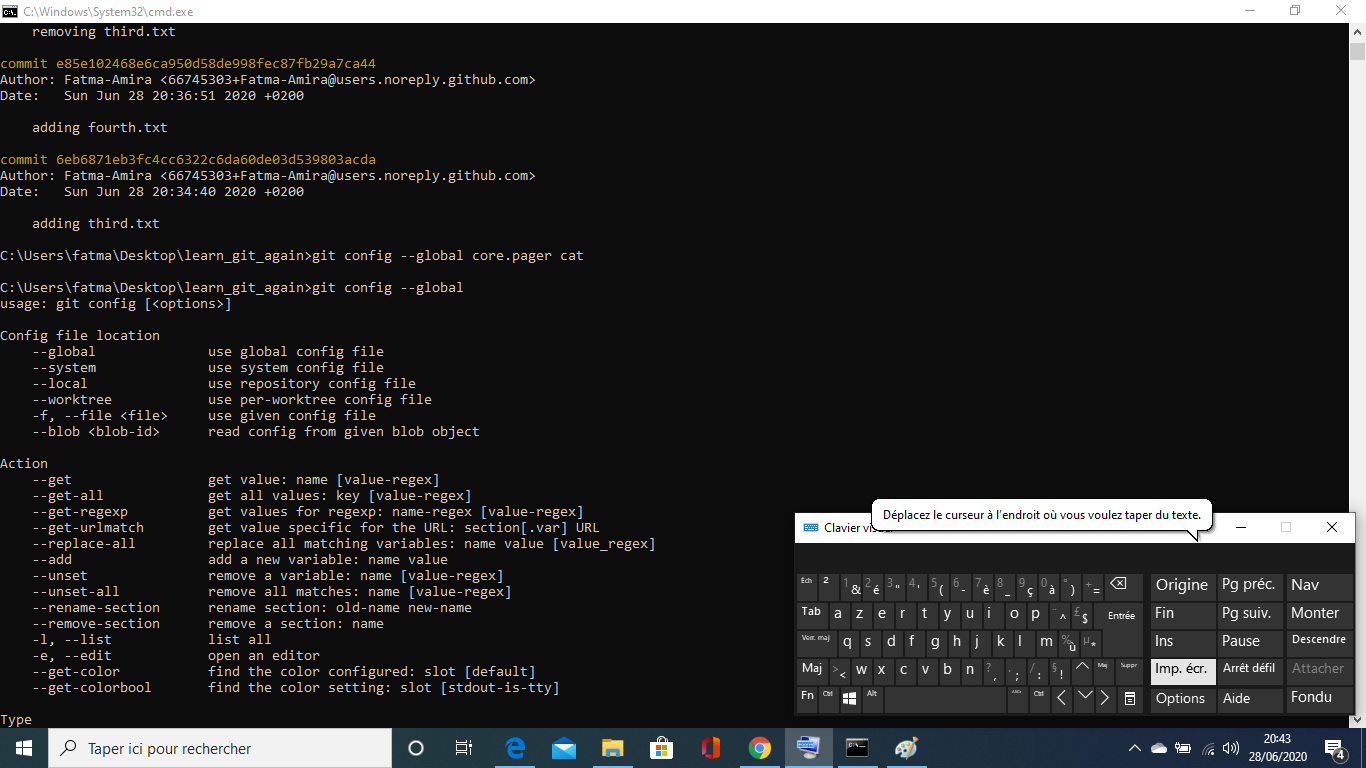 C:\Windows\System32\cmd.exe
removing third.txt
commit e85e102468e6ca950d58de998fec87fb29a7ca44
Author: Fatma-Amira <66745303+Fatma-Amira@users.noreply.github.com>
Date:   Sun Jun 28 20:36:51 2020 +0200
adding fourth.txt
commit 6eb6871eb3fc4cc6322c6da60de03d539803acda
Author: Fatma-Amira <66745303+Fatma-Amira@users.noreply.github.com>
Date:   Sun Jun 28 20:34:40 2020 +0200
adding third.txt
C:\Users\fatma\Desktop\learn_git_again>git config --global core.pager cat
C:\Users\fatma\Desktop\learn_git_again>git config --global
usage: git config [<options>]
Config file location
--global              use global config file
--system              use system config file
--local               use repository config file
--worktree            use per-worktree config file
-f, --file <file>     use given config file
--blob <blob-id>      read config from given blob object
Action
--get                 get value: name [value-regex]
--get-all             get all values: key [value-regex]
--get-regexp          get values for regexp: name-regex [value-regex]
--get-urlmatch        get value specific for the URL: section[.var] URL
--replace-all         replace all matching variables: name value [value_regex]
--add                 add a new variable: name value
--unset               remove a variable: name [value-regex]
--unset-all           remove all matches: name [value-regex]
--rename-section      rename section: old-name new-name
--remove-section      remove a section: name
-l, --list            list all
-e, --edit            open an editor
--get-color           find the color configured: slot [default]
--get-colorbool       find the color setting: slot [stdout-is-tty]
Type
Déplacez le curseur à l'endroit où vous voulez taper du texte.
Clavier
Éch ² 1 & 2 é 3 " 4 ' 5 ( 6 - 7 è 8 _ 9 ç 0 à ° ) + = Origine Pg préc. Nav
Tab a z e r t y u i o p ¨ ^ £ $ Entrée Fin Pg suiv. Monter
Verr. maj q s d f g h j k l m % ù µ * Ins Pause Descendre
Maj > < w x c v b n ? , . ; / : § ! Maj Suppr Imp. écr. Arrêt défil Attacher
Fn Ctrl Alt Ctrl Options Aide Fondu
Taper ici pour rechercher
20:43
28/06/2020
4